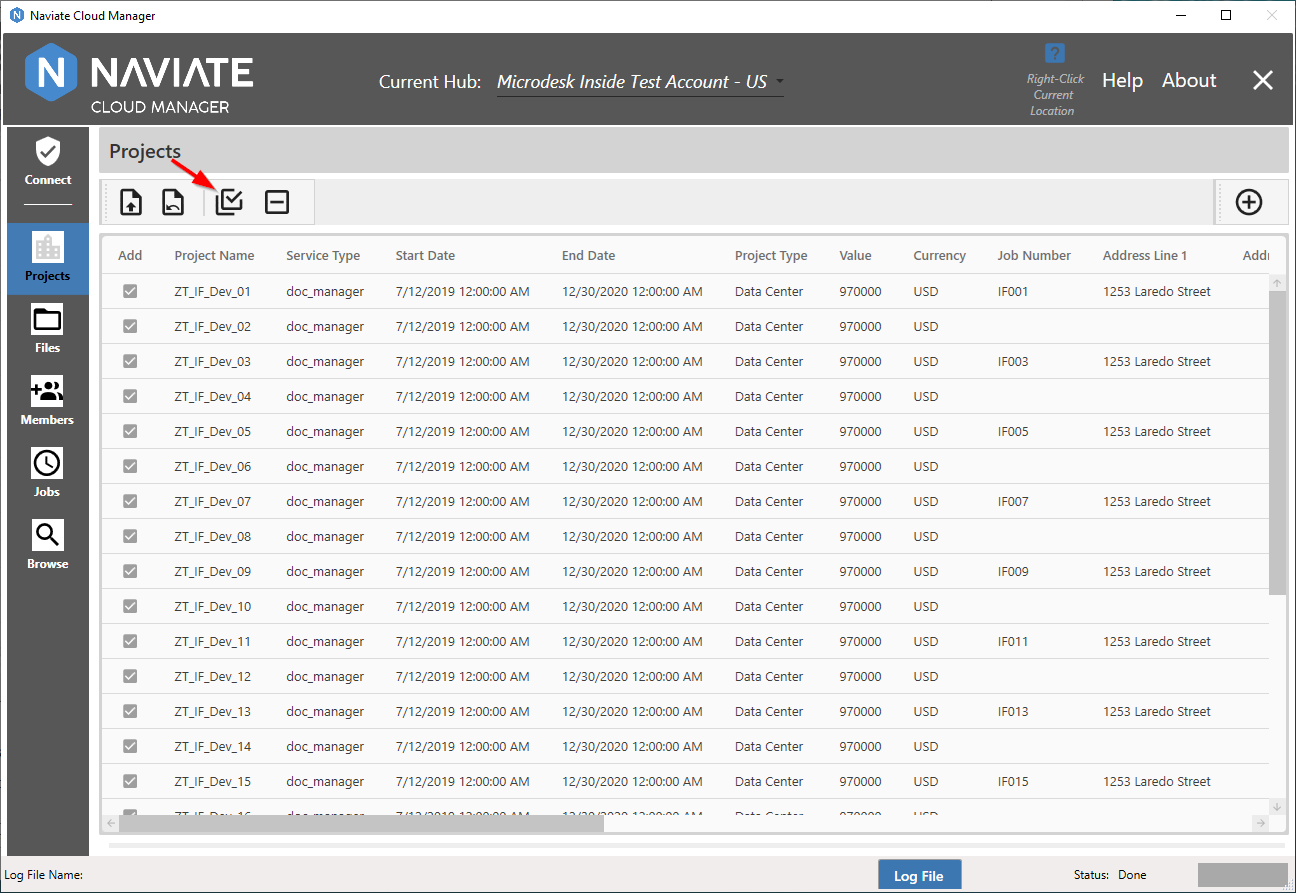 Naviate Cloud Manager
N NAVIATE
CLOUD MANAGER
Current Hub: Microdesk Inside Test Account - US
?
Right-Click
Current
Location
Help About
Connect
Projects
Files
Members
Jobs
Browse
Projects
Add Project Name Service Type Start Date End Date Project Type Value Currency Job Number Address Line 1 Addr
ZT_IF_Dev_01 doc_manager 7/12/2019 12:00:00 AM 12/30/2020 12:00:00 AM Data Center 970000 USD IF001 1253 Laredo Street
ZT_IF_Dev_02 doc_manager 7/12/2019 12:00:00 AM 12/30/2020 12:00:00 AM Data Center 970000 USD
ZT_IF_Dev_03 doc_manager 7/12/2019 12:00:00 AM 12/30/2020 12:00:00 AM Data Center 970000 USD IF003 1253 Laredo Street
ZT_IF_Dev_04 doc_manager 7/12/2019 12:00:00 AM 12/30/2020 12:00:00 AM Data Center 970000 USD
ZT_IF_Dev_05 doc_manager 7/12/2019 12:00:00 AM 12/30/2020 12:00:00 AM Data Center 970000 USD IF005 1253 Laredo Street
ZT_IF_Dev_06 doc_manager 7/12/2019 12:00:00 AM 12/30/2020 12:00:00 AM Data Center 970000 USD
ZT_IF_Dev_07 doc_manager 7/12/2019 12:00:00 AM 12/30/2020 12:00:00 AM Data Center 970000 USD IF007 1253 Laredo Street
ZT_IF_Dev_08 doc_manager 7/12/2019 12:00:00 AM 12/30/2020 12:00:00 AM Data Center 970000 USD
ZT_IF_Dev_09 doc_manager 7/12/2019 12:00:00 AM 12/30/2020 12:00:00 AM Data Center 970000 USD IF009 1253 Laredo Street
ZT_IF_Dev_10 doc_manager 7/12/2019 12:00:00 AM 12/30/2020 12:00:00 AM Data Center 970000 USD
ZT_IF_Dev_11 doc_manager 7/12/2019 12:00:00 AM 12/30/2020 12:00:00 AM Data Center 970000 USD IF011 1253 Laredo Street
ZT_IF_Dev_12 doc_manager 7/12/2019 12:00:00 AM 12/30/2020 12:00:00 AM Data Center 970000 USD
ZT_IF_Dev_13 doc_manager 7/12/2019 12:00:00 AM 12/30/2020 12:00:00 AM Data Center 970000 USD IF013 1253 Laredo Street
ZT_IF_Dev_14 doc_manager 7/12/2019 12:00:00 AM 12/30/2020 12:00:00 AM Data Center 970000 USD
ZT_IF_Dev_15 doc_manager 7/12/2019 12:00:00 AM 12/30/2020 12:00:00 AM Data Center 970000 USD IF015 1253 Laredo Street
Log File Name: Log File Status: Done